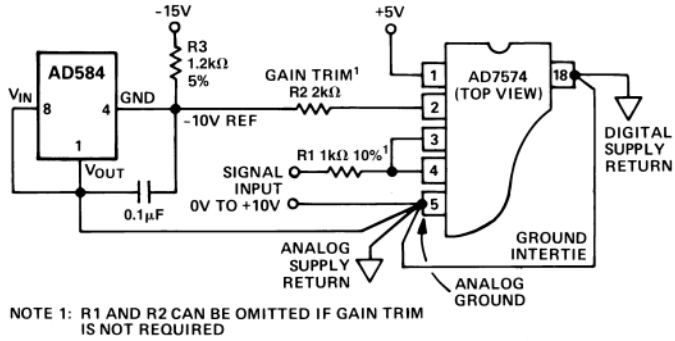 -15V
+5V
R3
1.2kΩ
5%
AD584
GAIN TRIM¹
R2 2kΩ
1
AD7574
(TOP VIEW)
18
VIN
8
4
GND
-10V REF
2
DIGITAL
SUPPLY
RETURN
3
1
VOUT
R1 1kΩ 10%¹
SIGNAL
INPUT
4
0.1μF
0V TO +10V
5
ANALOG
SUPPLY
RETURN
GROUND
INTERTIE
ANALOG
GROUND
NOTE 1: R1 AND R2 CAN BE OMITTED IF GAIN TRIM
IS NOT REQUIRED